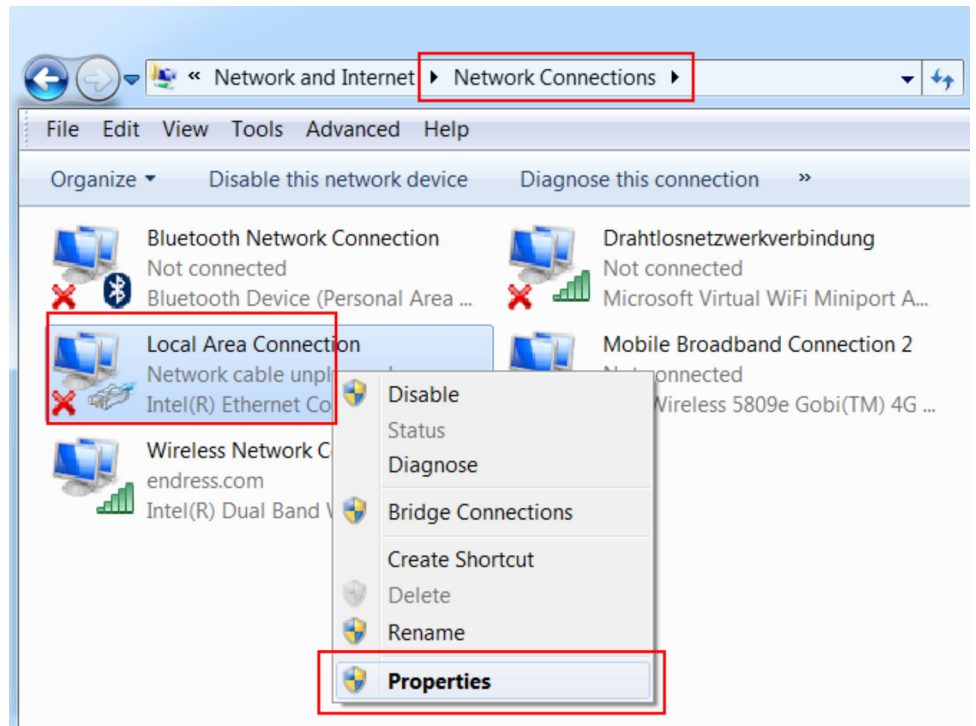 « Network and Internet ▸ Network Connections ▸
File Edit View Tools Advanced Help
Organize Disable this network device Diagnose this connection »
Bluetooth Network Connection
Not connected
Bluetooth Device (Personal Area ...
Drahtlosnetzwerkverbindung
Not connected
Microsoft Virtual WiFi Miniport A...
Local Area Connection
Network cable
Intel(R) Ethernet
Mobile Broadband Connection 2
Wireless 5809e Gobi(TM) 4G ...
Wireless Network
endress.com
Intel(R) Dual Band
Disable
Status
Diagnose
Bridge Connections
Create Shortcut
Delete
Rename
Properties